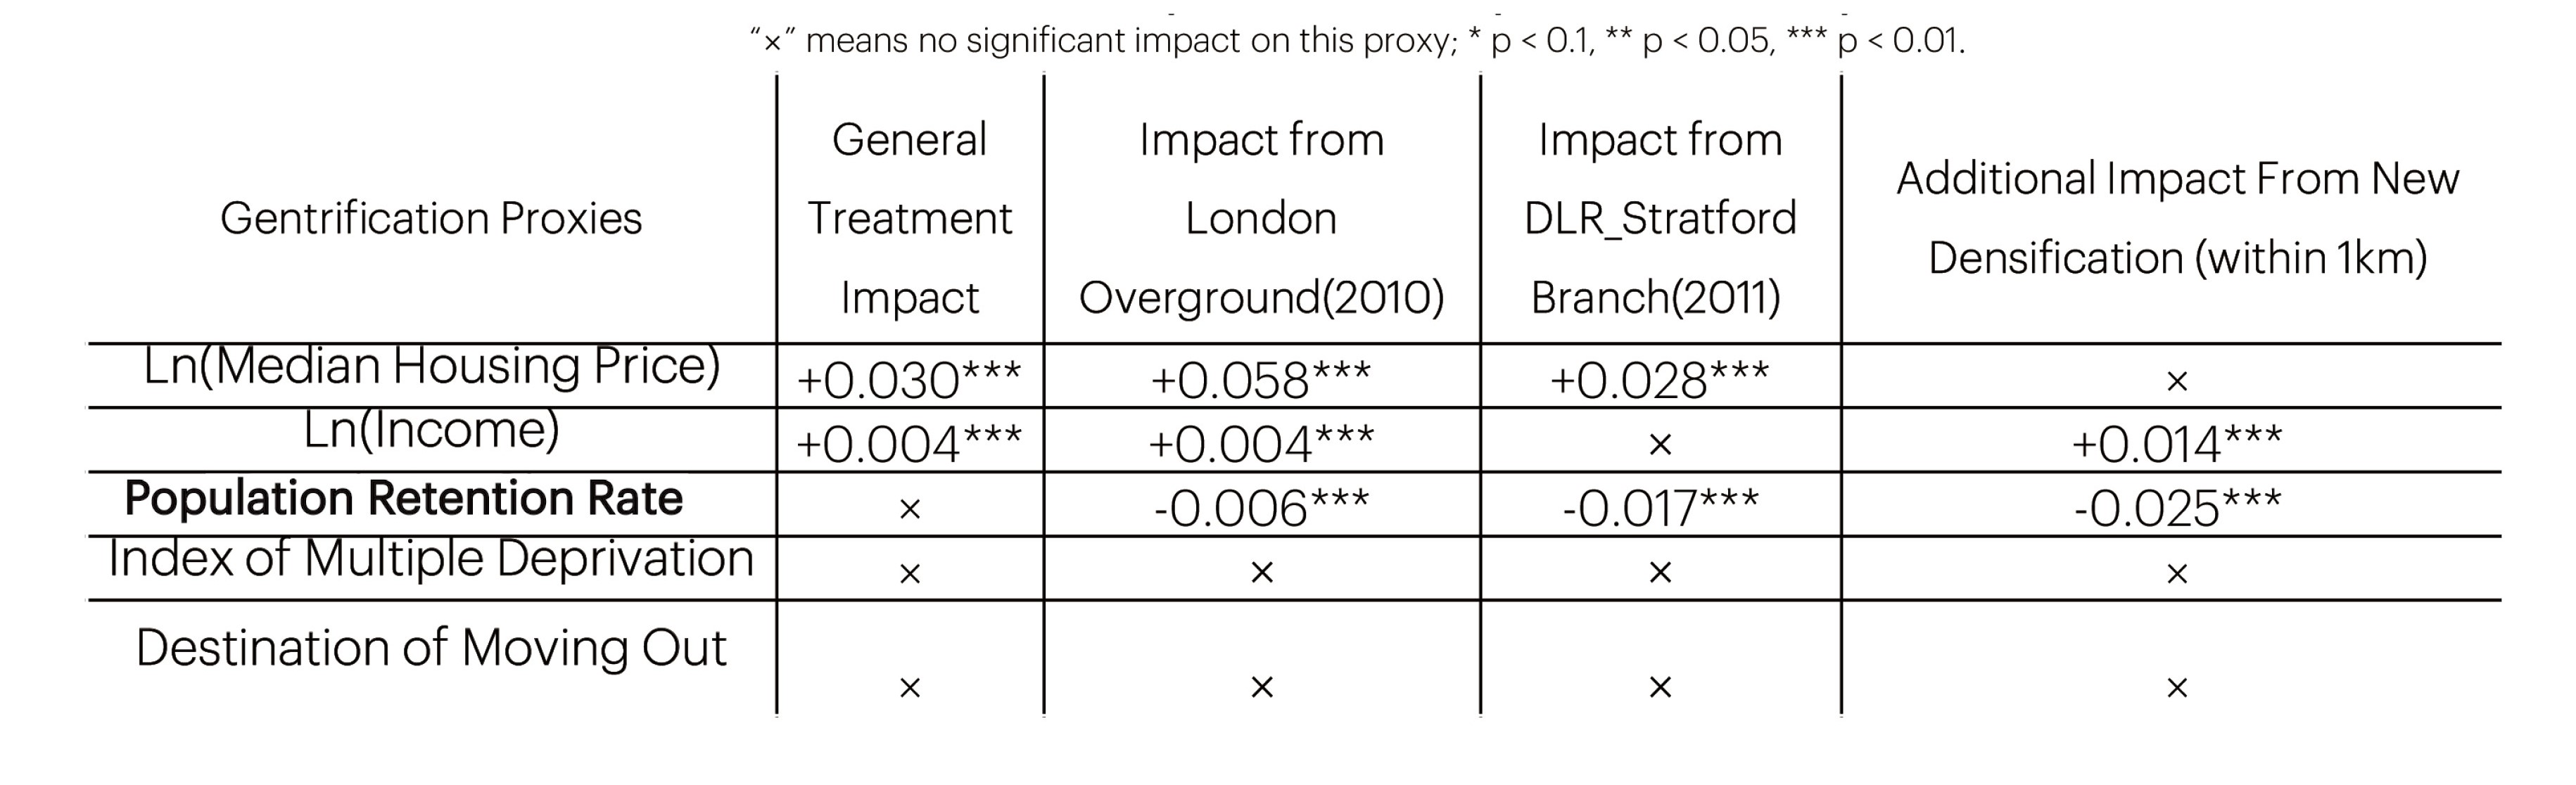 “×” means no significant impact on this proxy; * p < 0.1, ** p < 0.05, *** p < 0.01.
Gentrification Proxies
General
Treatment
Impact
Impact from
London
Overground(2010)
Impact from
DLR_Stratford
Branch(2011)
Additional Impact From New
Densification (within 1km)
Ln(Median Housing Price) +0.030*** +0.058*** +0.028*** ×
Ln(Income) +0.004*** +0.004*** × +0.014***
Population Retention Rate × -0.006*** -0.017*** -0.025***
Index of Multiple Deprivation × × × ×
Destination of Moving Out × × × ×